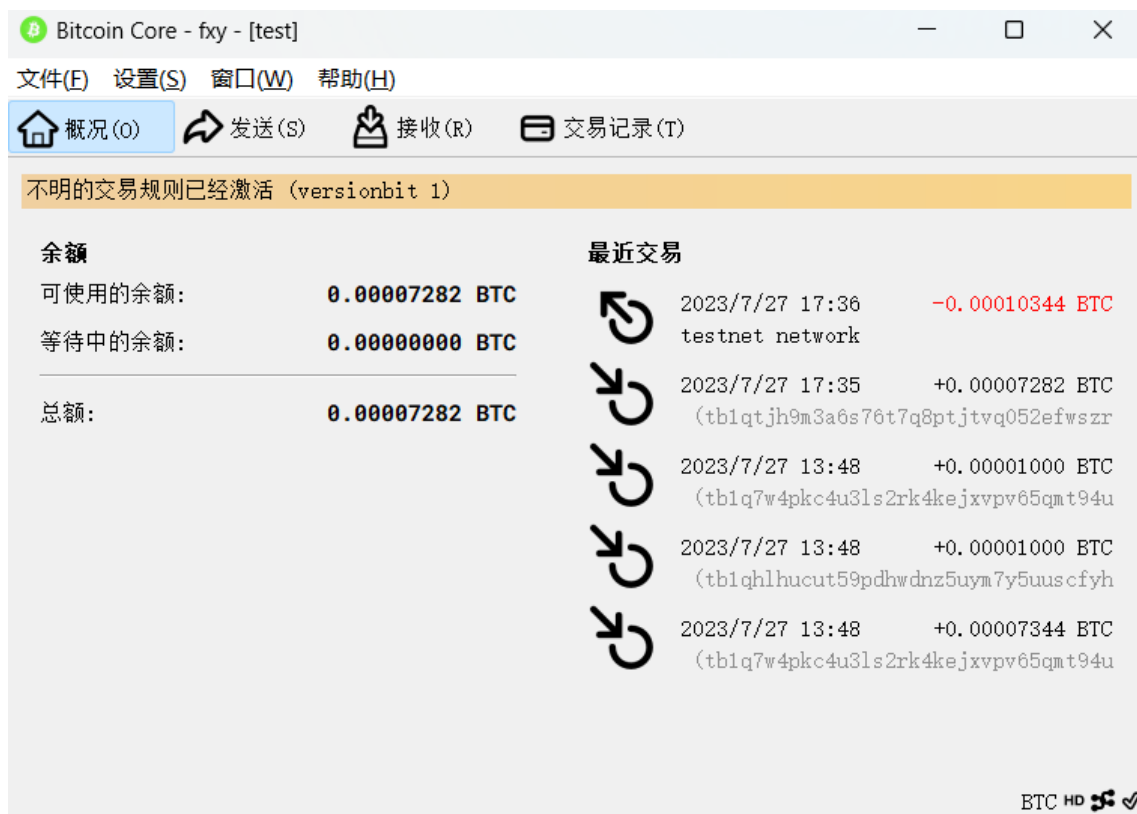 Bitcoin Core - fxy - [test]
文件(F) 设置(S) 窗口(W) 帮助(H)
概况(O) 发送(S) 接收(R) 交易记录(T)
不明的交易规则已经激活 (versionbit 1)
余额
可使用的余额: 0.00007282 BTC
等待中的余额: 0.00000000 BTC
总额: 0.00007282 BTC
最近交易
2023/7/27 17:36 -0.00010344 BTC
testnet network
2023/7/27 17:35 +0.00007282 BTC
(tb1qtjh9m3a6s76t7q8ptjtvq052efwszr
2023/7/27 13:48 +0.00001000 BTC
(tb1q7w4pkc4u3ls2rk4kejxvpv65qmt94u
2023/7/27 13:48 +0.00001000 BTC
(tb1qhlhucut59pdhwdnz5uym7y5uuscfyh
2023/7/27 13:48 +0.00007344 BTC
(tb1q7w4pkc4u3ls2rk4kejxvpv65qmt94u
BTC HD